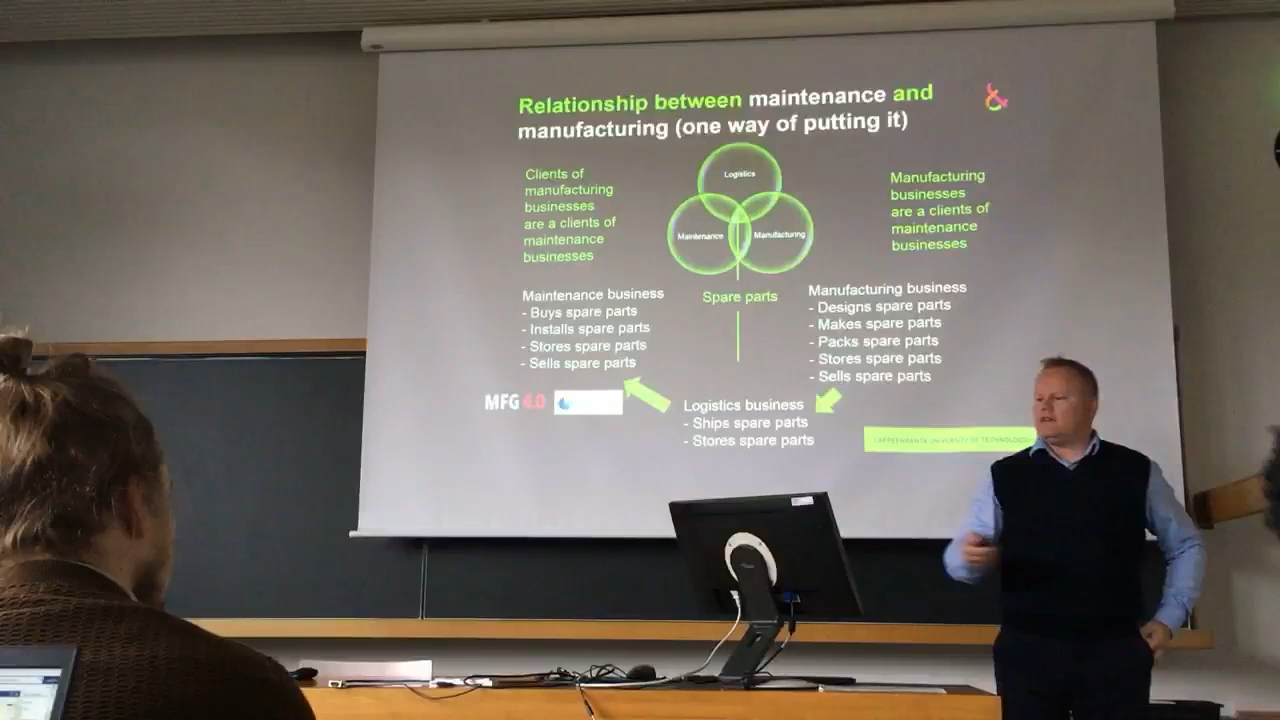 Relationship between maintenance and
manufacturing (one way of putting it)
&
Clients of
manufacturing
businesses
are a clients of
maintenance
businesses
Logistics
Maintenance
Manufacturing
Manufacturing
businesses
are a clients of
maintenance
businesses
Maintenance business
- Buys spare parts
- Installs spare parts
- Stores spare parts
- Sells spare parts
Spare parts
Manufacturing business
- Designs spare parts
- Makes spare parts
- Packs spare parts
- Stores spare parts
- Sells spare parts
MFG 4.0
Logistics business
- Ships spare parts
- Stores spare parts
LAPPEENRANTA UNIVERSITY OF TECHNOLOGY